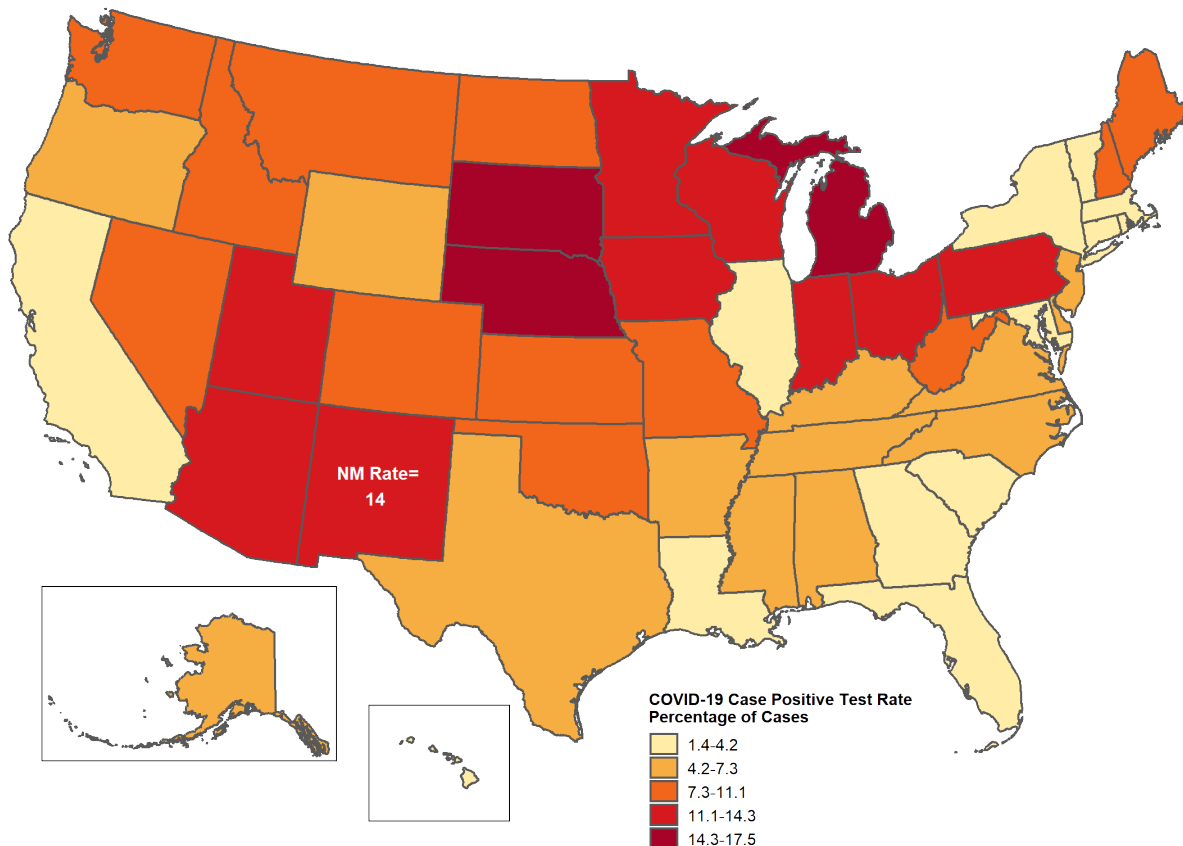 NM Rate=
14
COVID-19 Case Positive Test Rate
Percentage of Cases
1.4-4.2
4.2-7.3
7.3-11.1
11.1-14.3
14.3-17.5